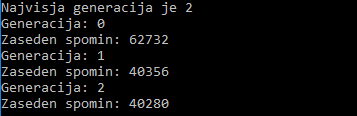 Najvisja generacija je 2
Generacija: 0
Zaseden spomin: 62732
Generacija: 1
Zaseden spomin: 40356
Generacija: 2
Zaseden spomin: 40280